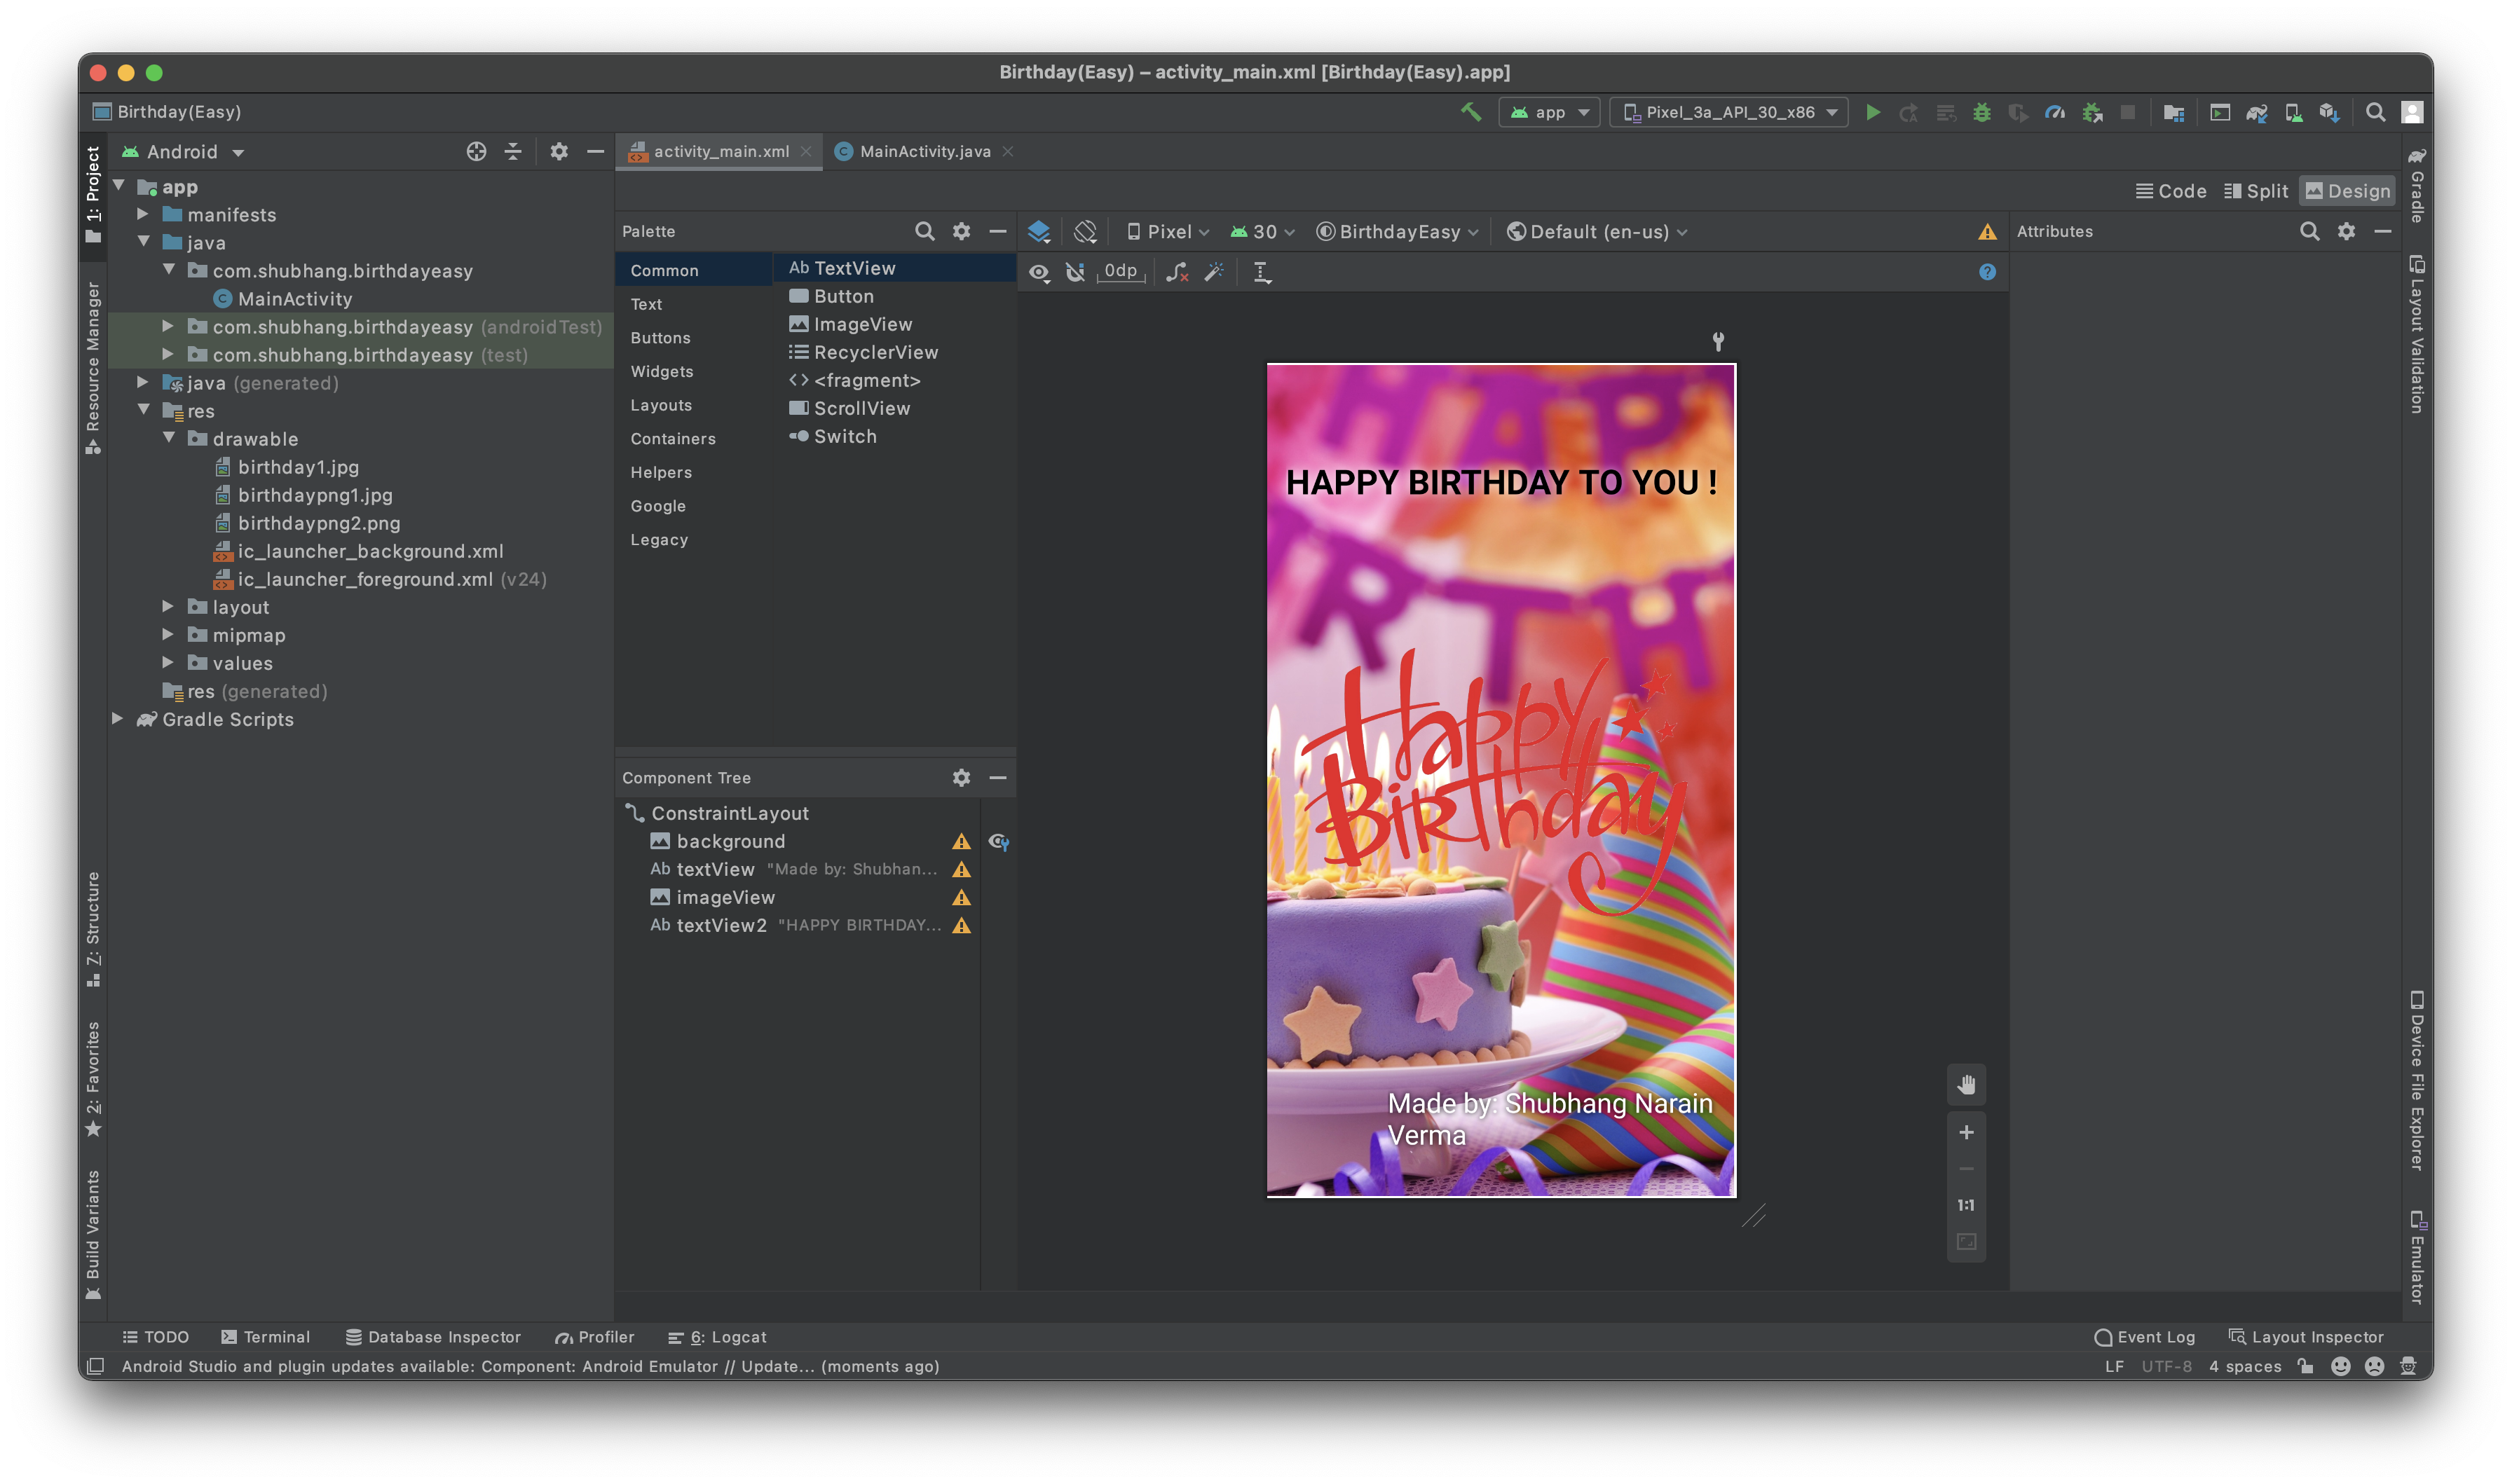 Birthday(Easy) – activity_main.xml [Birthday(Easy).app]
Birthday(Easy)
app
Pixel_3a_API_30_x86
1: Project
Resource Manager
7: Structure
2: Favorites
Build Variants
Android
app
manifests
java
com.shubhang.birthdayeasy
MainActivity
com.shubhang.birthdayeasy (androidTest)
com.shubhang.birthdayeasy (test)
java (generated)
res
drawable
birthday1.jpg
birthdaypng1.jpg
birthdaypng2.png
ic_launcher_background.xml
ic_launcher_foreground.xml (v24)
layout
mipmap
values
res (generated)
Gradle Scripts
activity_main.xml
MainActivity.java
Code
Split
Design
Palette
Common
Text
Buttons
Widgets
Layouts
Containers
Helpers
Google
Legacy
Ab TextView
Button
ImageView
RecyclerView
<fragment>
ScrollView
Switch
Component Tree
ConstraintLayout
background
Ab textView "Made by: Shubhan...
imageView
Ab textView2 "HAPPY BIRTHDAY...
Pixel
30
BirthdayEasy
Default (en-us)
0dp
HAP
HAPPY BIRTHDAY TO YOU !
RTH
Happy
Birthday
Made by: Shubhang Narain
Verma
1:1
Attributes
Gradle
Layout Validation
Device File Explorer
Emulator
TODO
Terminal
Database Inspector
Profiler
6: Logcat
Event Log
Layout Inspector
Android Studio and plugin updates available: Component: Android Emulator // Update... (moments ago)
LF
UTF-8
4 spaces